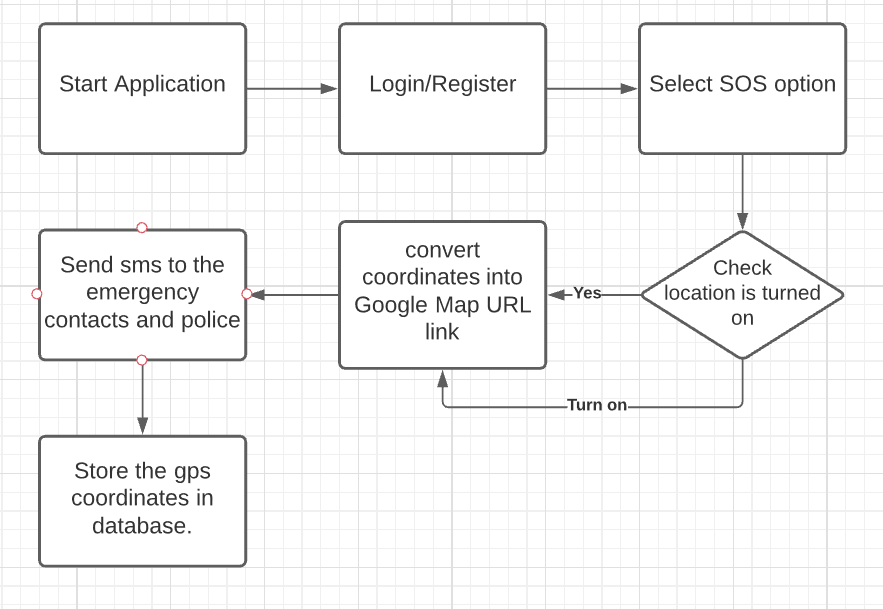 Start Application
Login/Register
Select SOS option
Check
location is turned
on
Yes
Turn on
convert
coordinates into
Google Map URL
link
Send sms to the
emergency
contacts and police
Store the gps
coordinates in
database.